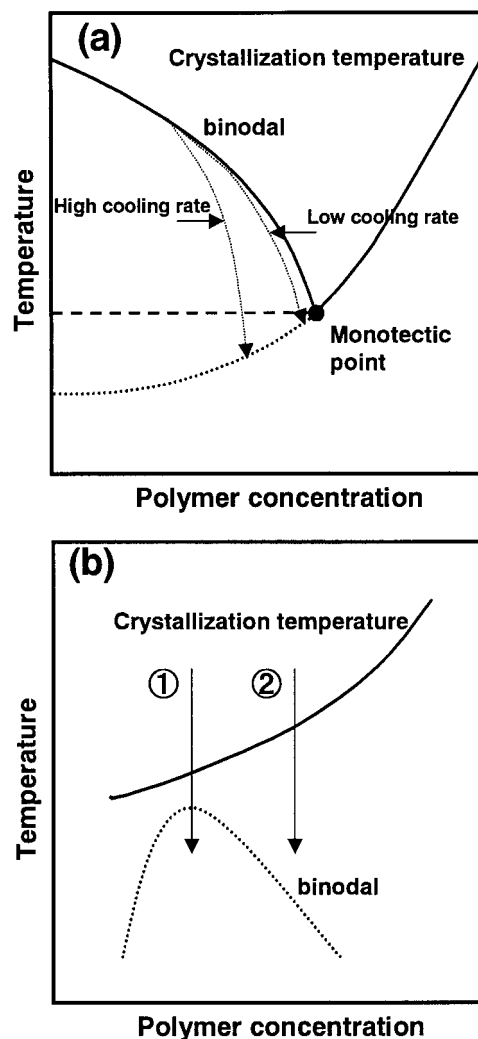 (a)
Crystallization temperature
binodal
High cooling rate
Low cooling rate
Temperature
Monotectic
point
Polymer concentration
(b)
Crystallization temperature
① ②
Temperature
binodal
Polymer concentration